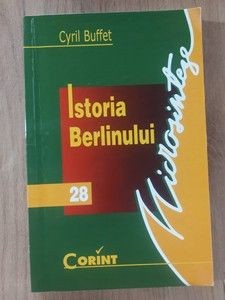 Cyril Buffet
Istoria
Berlinului
Microsinteze
28
CORINT